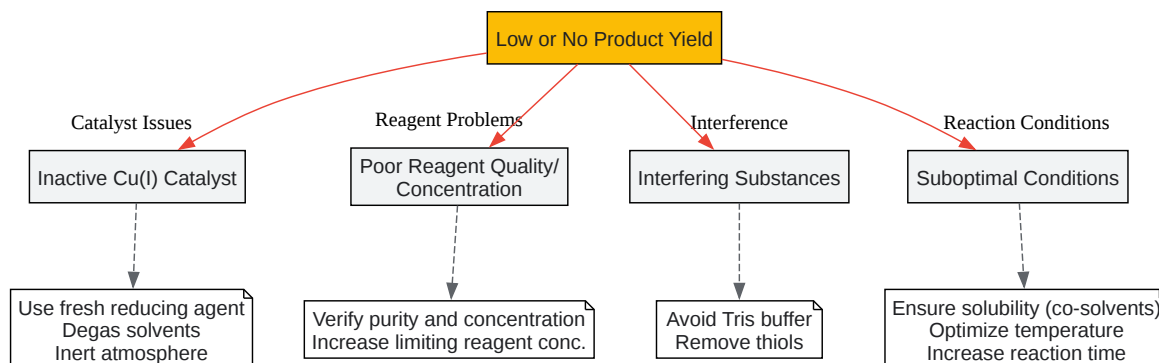 Low or No Product Yield
Catalyst Issues
Reagent Problems
Interference
Reaction Conditions
Inactive Cu(I) Catalyst
Poor Reagent Quality/
Concentration
Interfering Substances
Suboptimal Conditions
Use fresh reducing agent
Degas solvents
Inert atmosphere
Verify purity and concentration
Increase limiting reagent conc.
Avoid Tris buffer
Remove thiols
Ensure solubility (co-solvents)
Optimize temperature
Increase reaction time